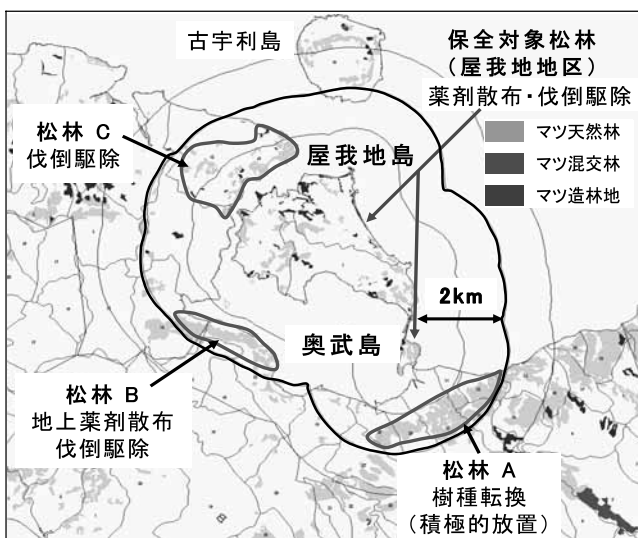 古宇利島
保全対象松林
(屋我地地区)
薬剤散布・伐倒駆除
マツ天然林
マツ混交林
マツ造林地
松林 C
伐倒駆除
屋我地島
2km
奥武島
松林 B
地上薬剤散布
伐倒駆除
松林 A
樹種転換
(積極的放置)